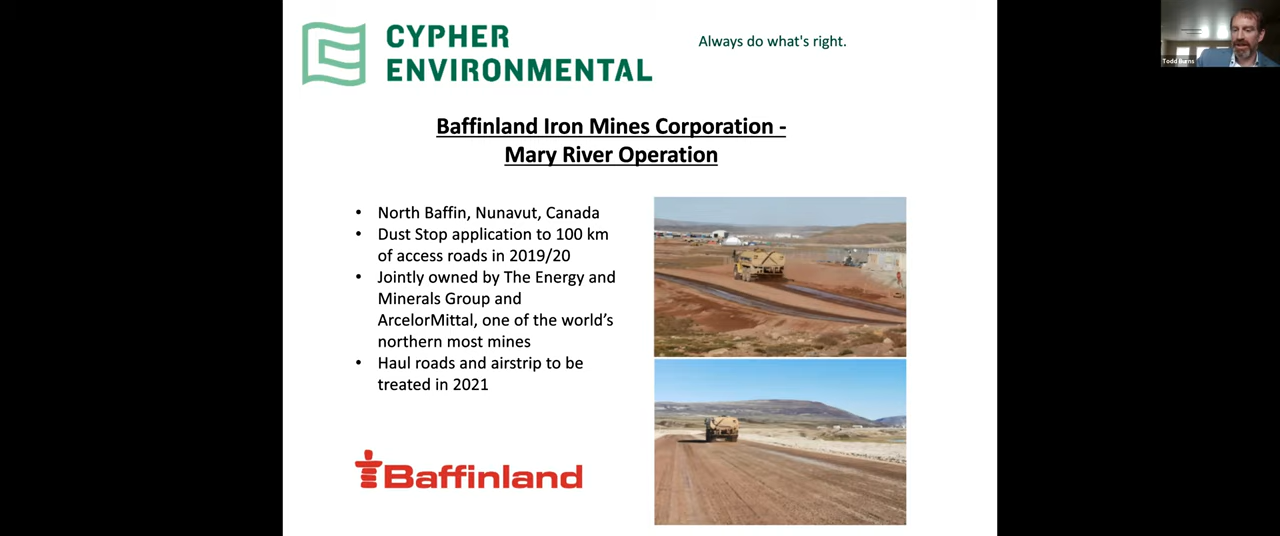 CYPHER
ENVIRONMENTAL
Always do what's right.
Todd Burns
Baffinland Iron Mines Corporation -
Mary River Operation
• North Baffin, Nunavut, Canada
• Dust Stop application to 100 km
of access roads in 2019/20
• Jointly owned by The Energy and
Minerals Group and
ArcelorMittal, one of the world’s
northern most mines
• Haul roads and airstrip to be
treated in 2021
Baffinland